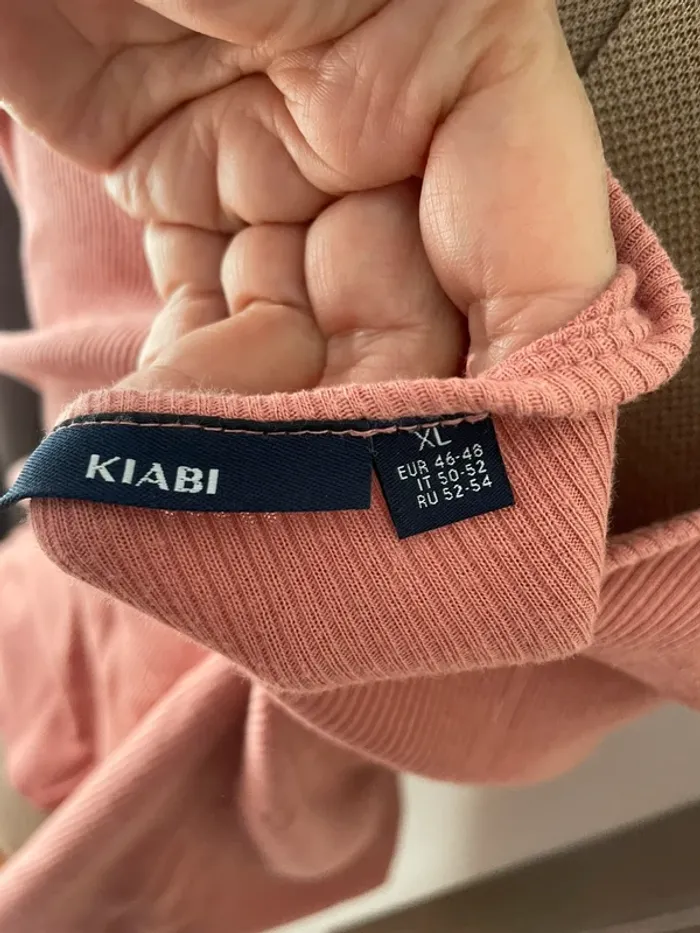 KIABI
XL
EUR 46-48
IT 50-52
RU 52-54